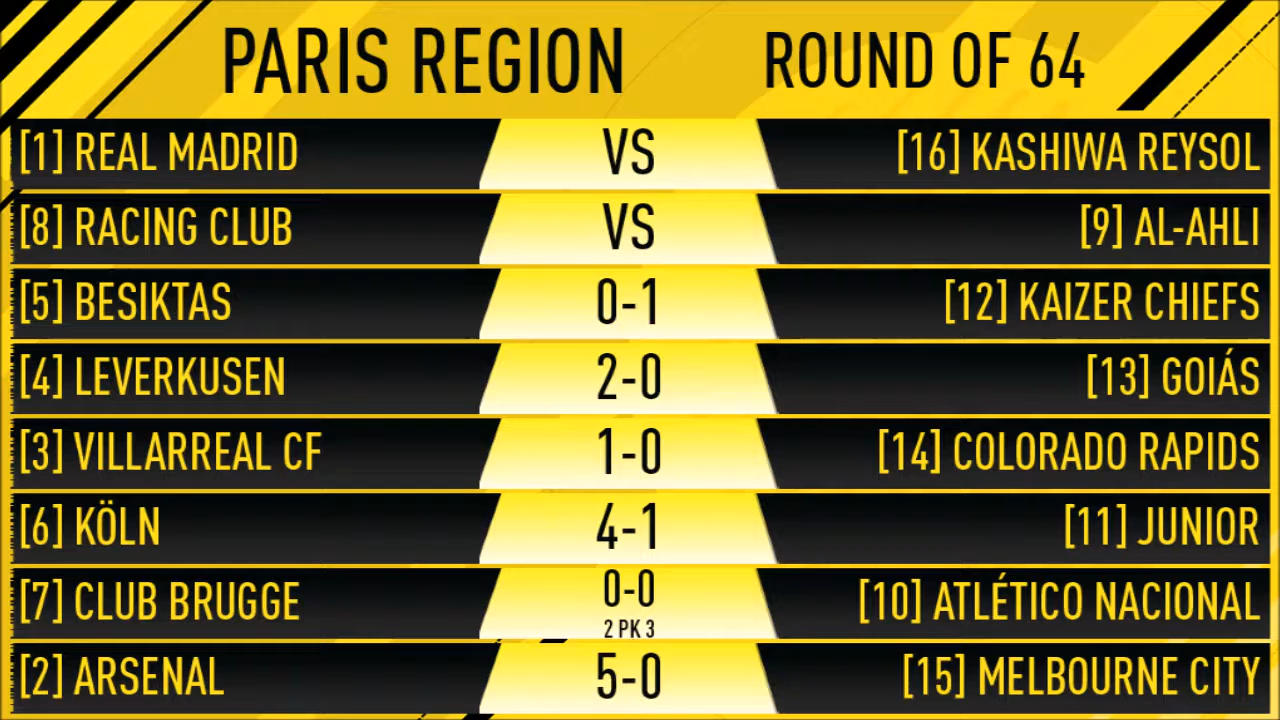 PARIS REGION ROUND OF 64
[1] REAL MADRID VS [16] KASHIWA REYSOL
[8] RACING CLUB VS [9] AL-AHLI
[5] BESIKTAS 0-1 [12] KAIZER CHIEFS
[4] LEVERKUSEN 2-0 [13] GOIÁS
[3] VILLARREAL CF 1-0 [14] COLORADO RAPIDS
[6] KÖLN 4-1 [11] JUNIOR
[7] CLUB BRUGGE 0-0 [10] ATLÉTICO NACIONAL
2 PK 3
[2] ARSENAL 5-0 [15] MELBOURNE CITY